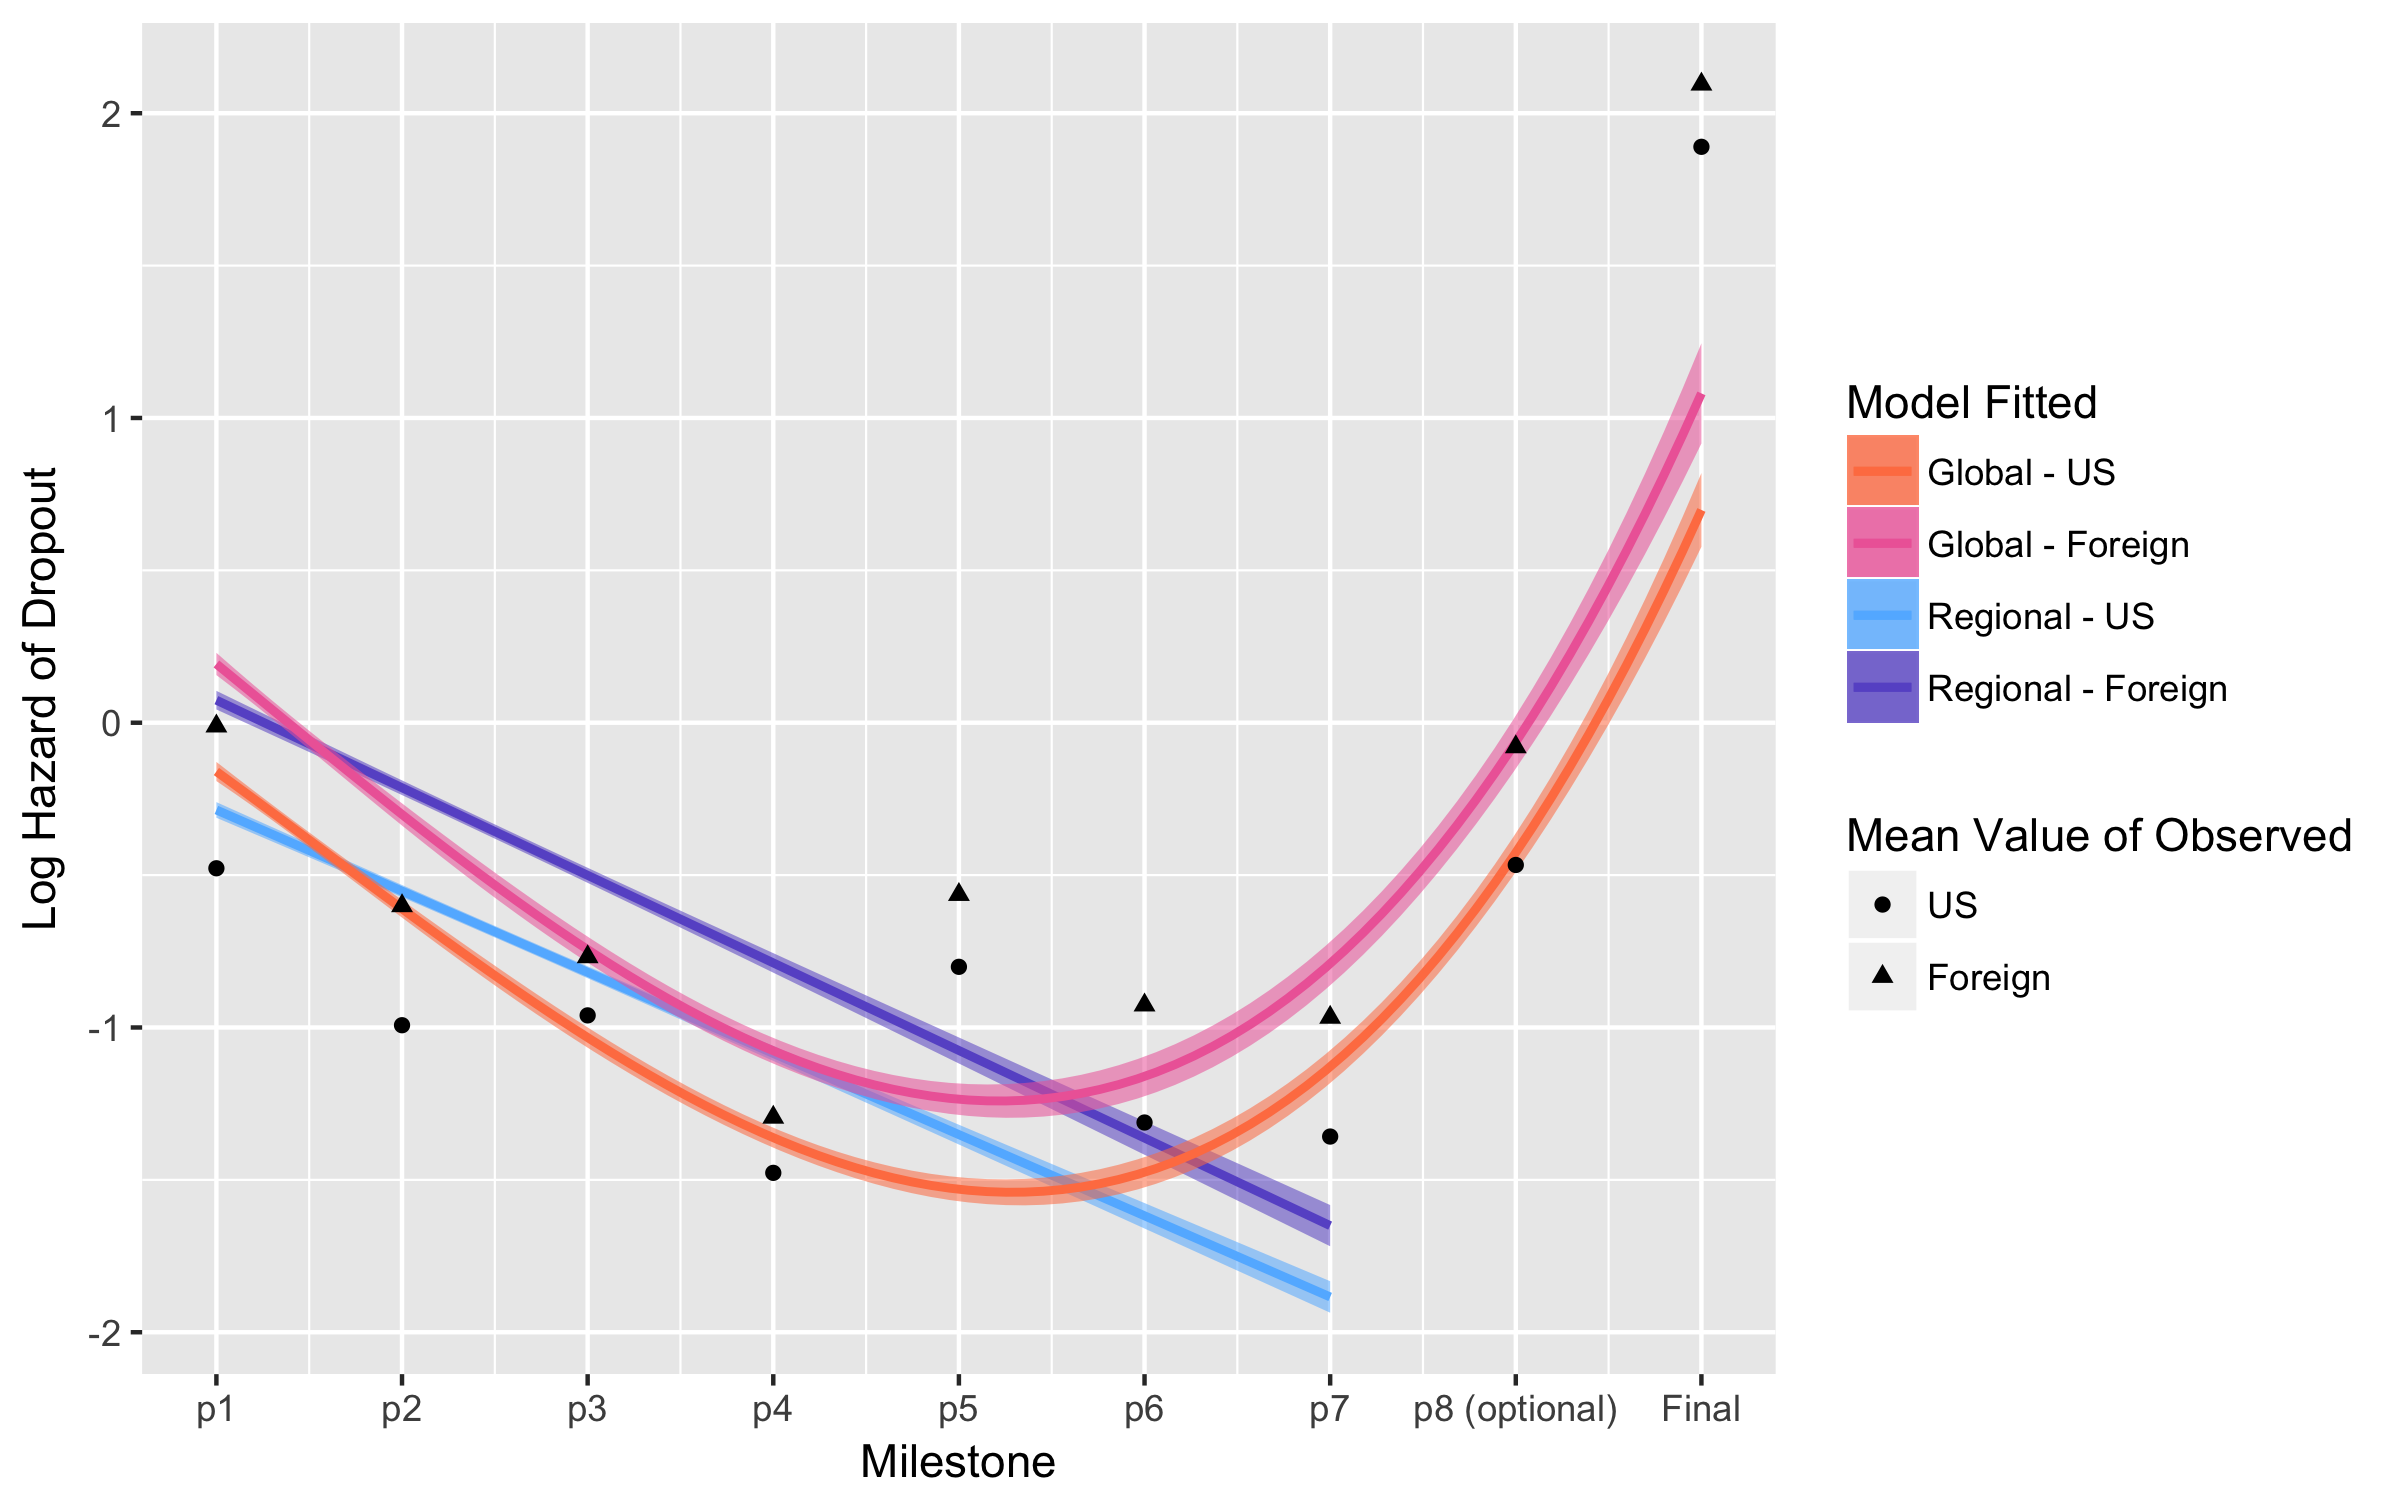 Log Hazard of Dropout
2
1
0
-1
-2
p1
p2
p3
p4
p5
p6
p7
p8 (optional)
Final
Milestone
Model Fitted
Global - US
Global - Foreign
Regional - US
Regional - Foreign
Mean Value of Observed
US
Foreign